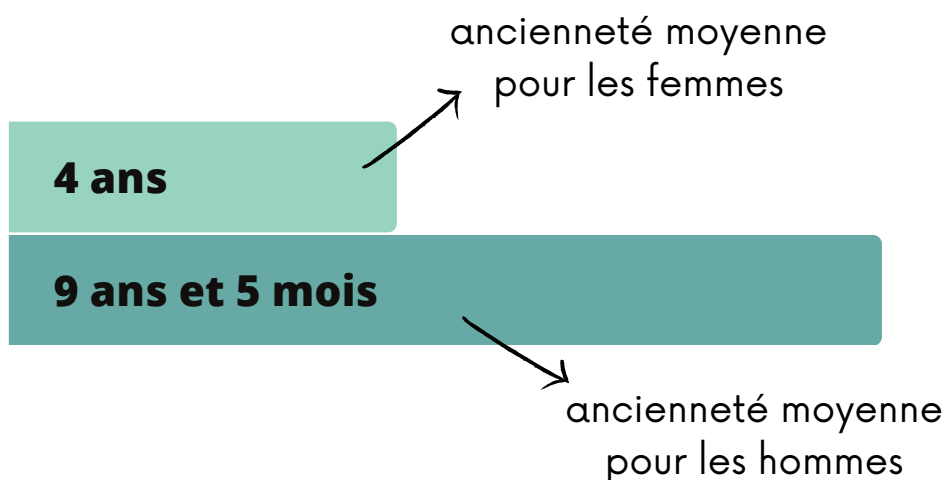 ancienneté moyenne
pour les femmes
4 ans
9 ans et 5 mois
ancienneté moyenne
pour les hommes